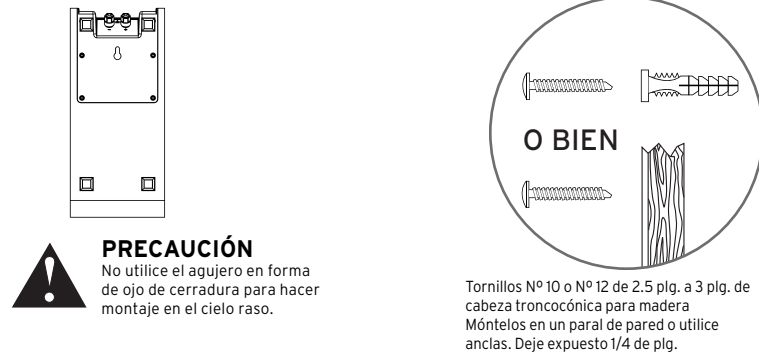 PRECAUCIÓN
No utilice el agujero en forma
de ojo de cerradura para hacer
montaje en el cielo raso.
O BIEN
Tornillos Nº 10 o Nº 12 de 2.5 plg. a 3 plg. de
cabeza troncocónica para madera
Móntelos en un paral de pared o utilice
anclas. Deje expuesto 1/4 de plg.